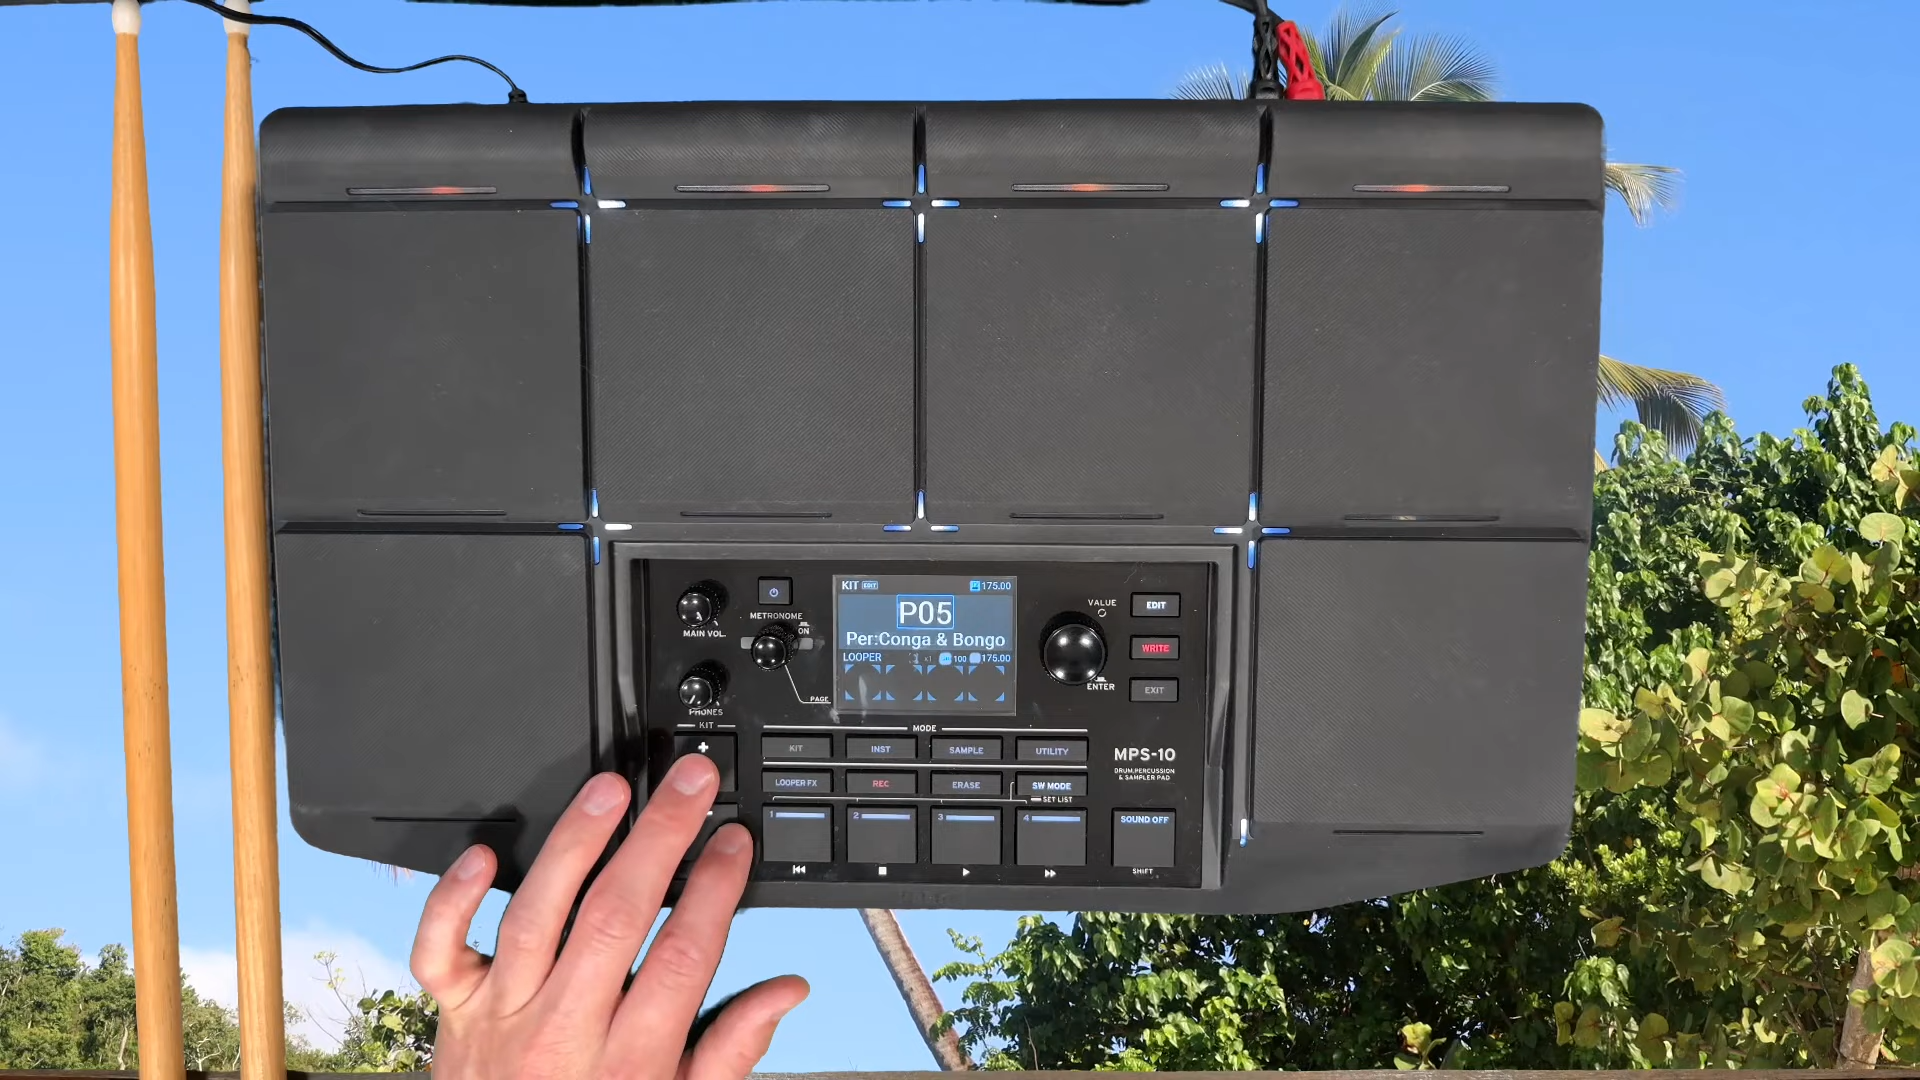 KIT EDIT 175.00
P05
Per:Conga & Bongo
LOOPER x1 100 175.00
MAIN VOL.
METRONOME
ON
PAGE
PHONES
VALUE
ENTER
EDIT
WRITE
EXIT
KIT
+
-
MODE
KIT INST SAMPLE UTILITY
LOOPER FX REC ERASE SW MODE
SET LIST
1 2 3 4
SOUND OFF
SHIFT
MPS-10
DRUM, PERCUSSION
& SAMPLER PAD